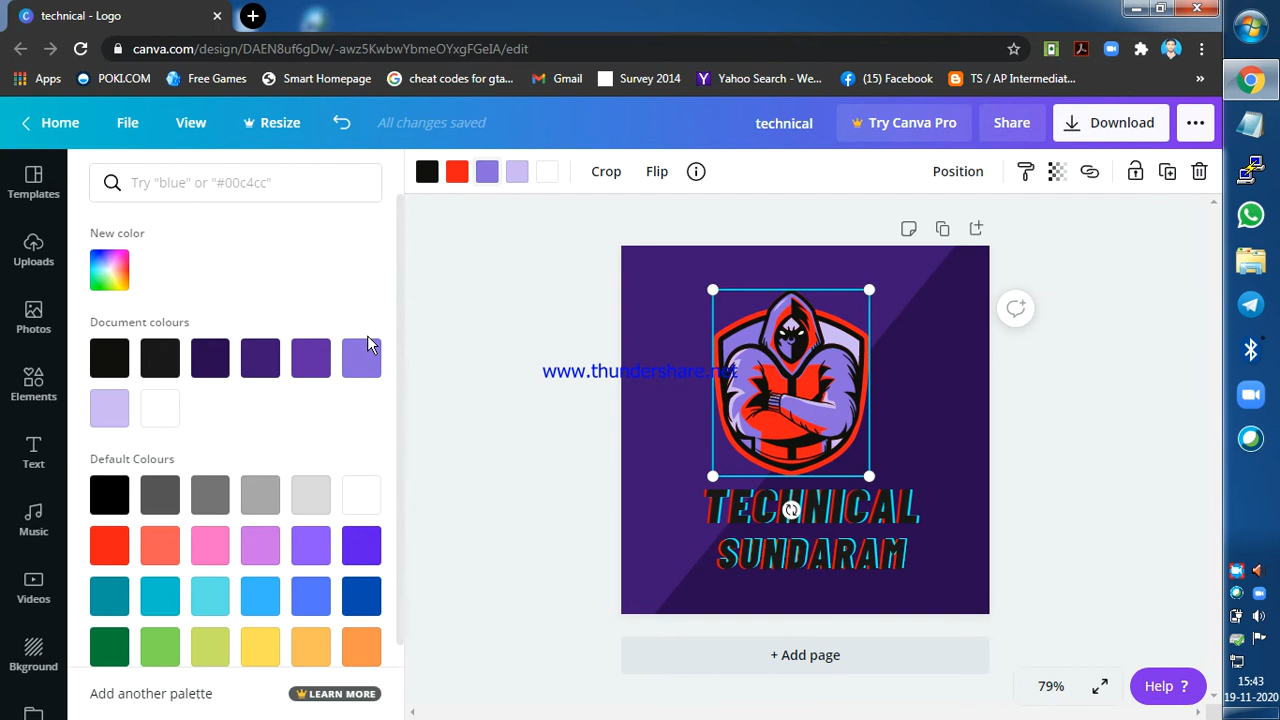 technical - Logo
canva.com/design/DAEN8uf6gDw/-awz5KwbwYbmeOYxgFGeIA/edit
Apps POKI.COM Free Games Smart Homepage cheat codes for gta... Gmail Survey 2014 Yahoo Search - We... (15) Facebook TS / AP Intermediat... »
Home File View Resize All changes saved technical Try Canva Pro Share Download
Try "blue" or "#00c4cc" Crop Flip Position
Templates
New color
Uploads
Photos
Document colours
www.thundershare.net
Elements
Text
Default Colours
TECHNICAL
Music
SUNDARAM
Videos
Bkground
+ Add page
Add another palette LEARN MORE 79% Help ?
15:43
19-11-2020